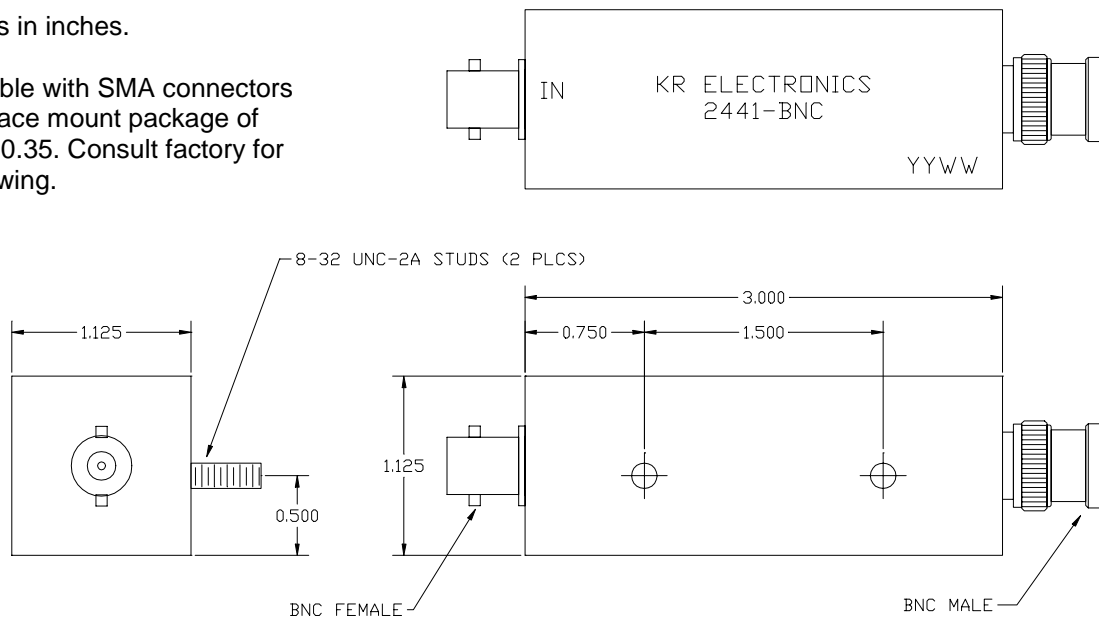 s in inches.
ble with SMA connectors
ace mount package of
0.35. Consult factory for
wing.
IN
KR ELECTRONICS
2441-BNC
YYWW
8-32 UNC-2A STUDS (2 PLCS)
3.000
1.125
0.750
1.500
1.125
0.500
BNC FEMALE
BNC MALE